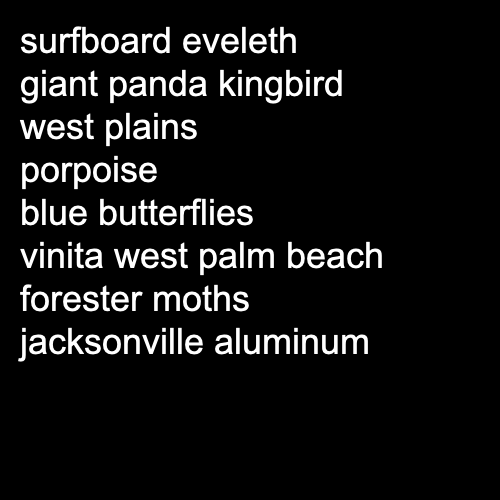 surfboard eveleth
giant panda kingbird
west plains
porpoise
blue butterflies
vinita west palm beach
forester moths
jacksonville aluminum